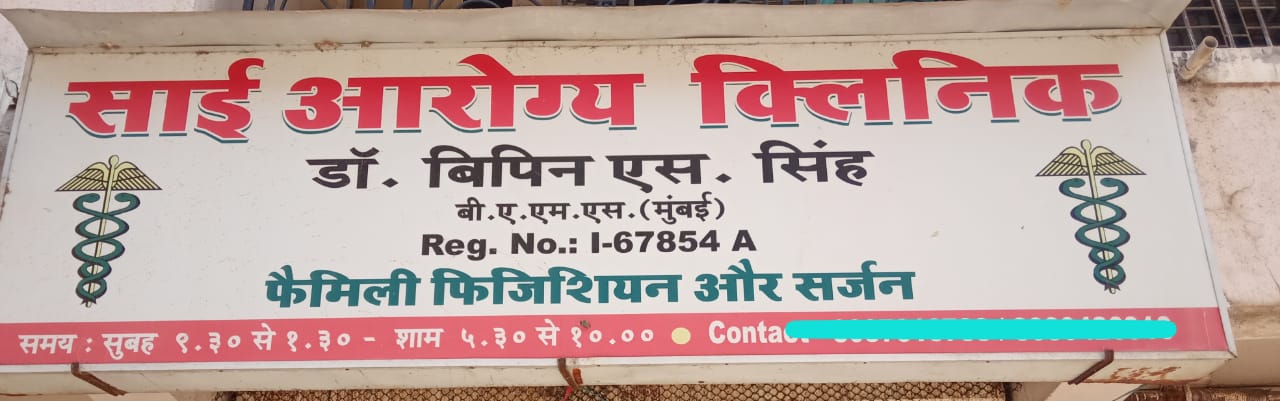 साई आरोग्य क्लिनिक
डॉ. बिपिन एस. सिंह
बी.ए.एम.एस.(मुंबई)
Reg. No.: I-67854 A
फैमिली फिजिशियन और सर्जन
समय : सुबह ९.३० से १.३० - शाम ५.३० से १०.०० Contact